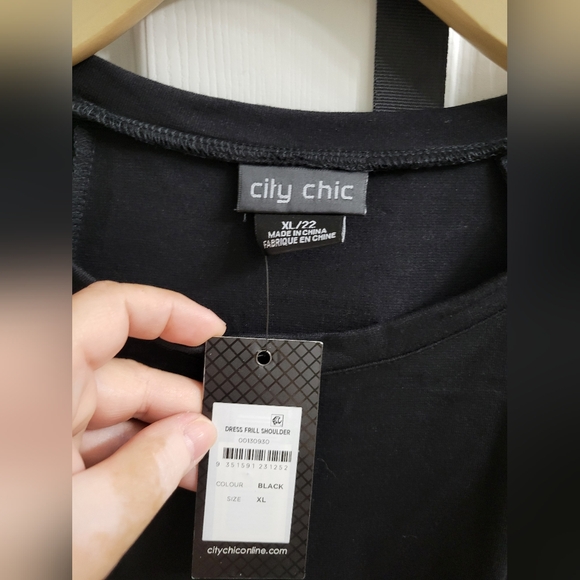 city chic
XL/22
MADE IN CHINA
FABRIQUE EN CHINE
DRESS FRILL SHOULDER
00130930
9 351591 231252
COLOUR BLACK
SIZE XL
citychiconline.com